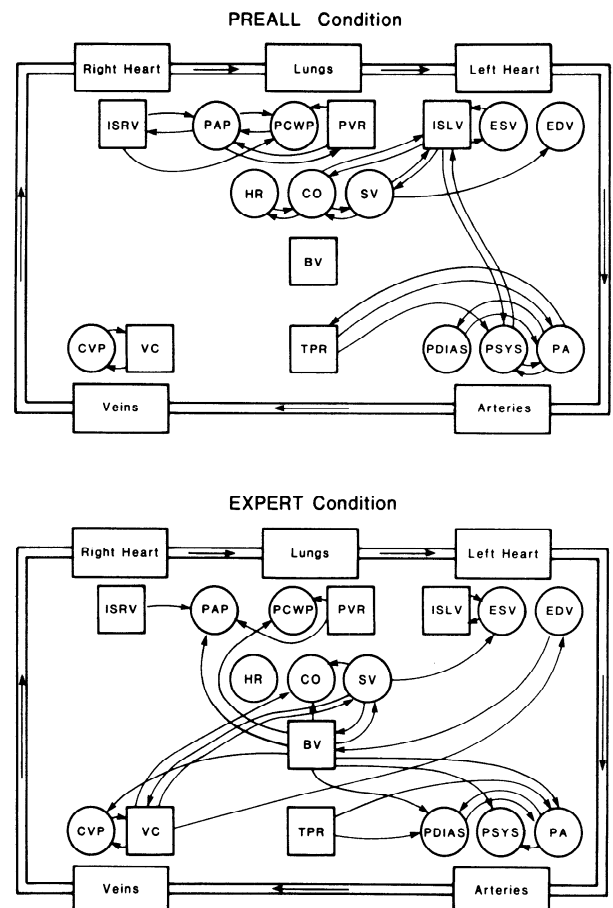 PREALL Condition
Right Heart Lungs Left Heart
ISRV PAP PCWP PVR ISLV ESV EDV
HR CO SV
BV
CVP VC TPR PDIAS PSYS PA
Veins Arteries
EXPERT Condition
Right Heart Lungs Left Heart
ISRV PAP PCWP PVR ISLV ESV EDV
HR CO SV
BV
CVP VC TPR PDIAS PSYS PA
Veins Arteries